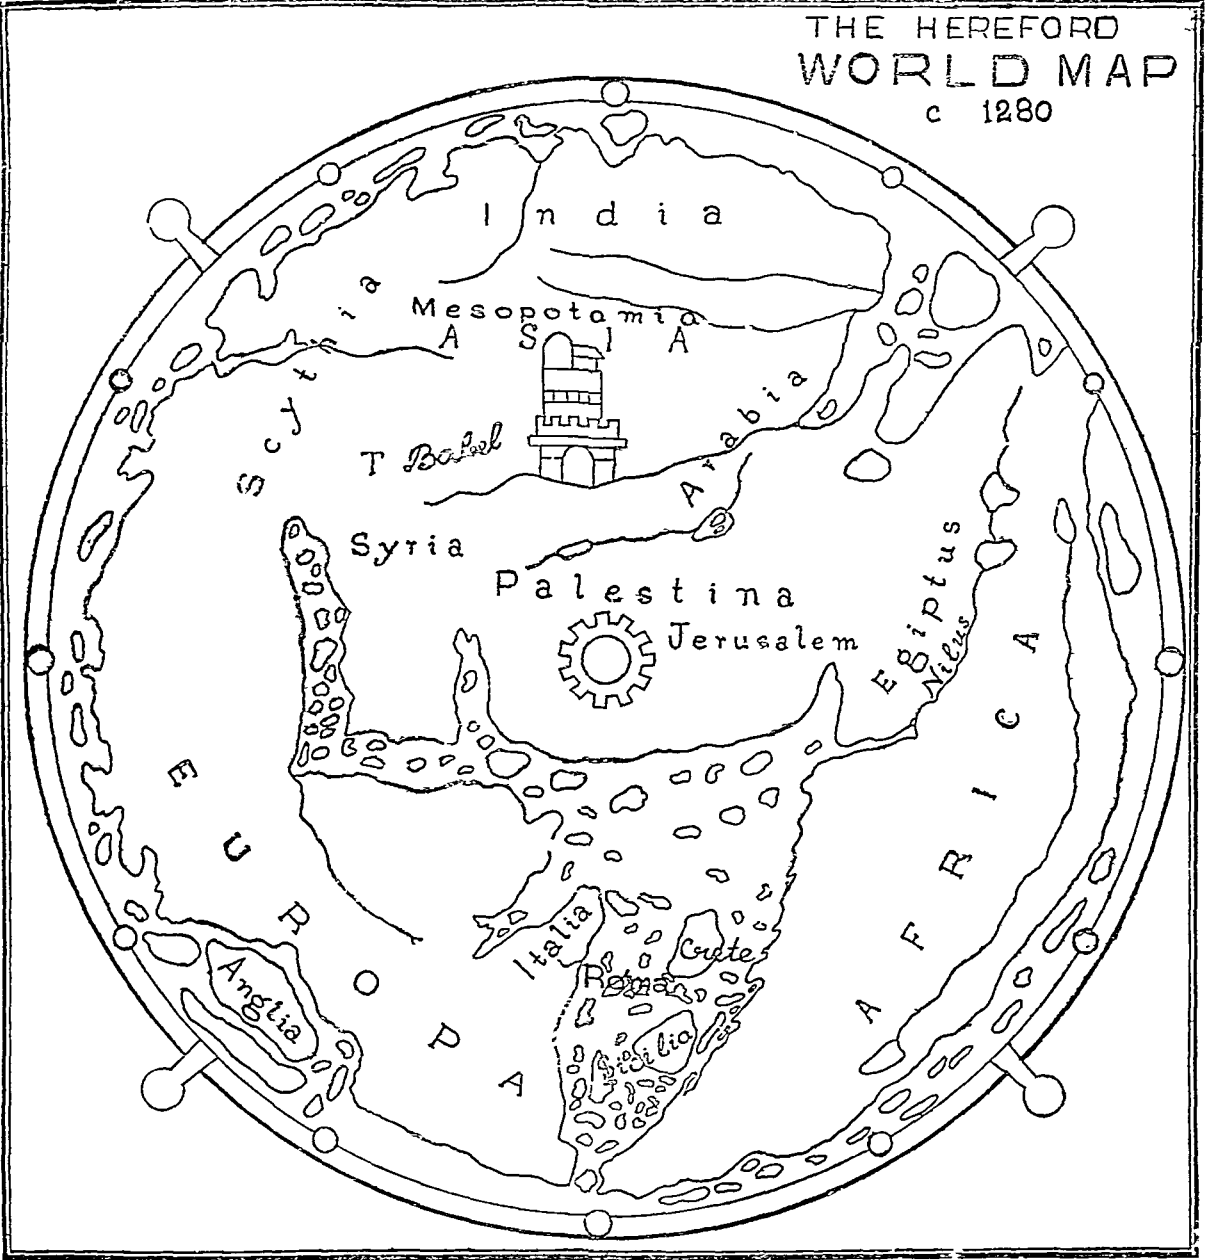 THE HEREFORD
WORLD MAP
c 1280
India
Scytia
Mesopotamia
ASIA
T Babel
Arabia
Syria
Palestina
Jerusalem
Egiptus
Nilus
AFRICA
EUROPA
Italia
Crete
Roma
Anglia
Sicilia